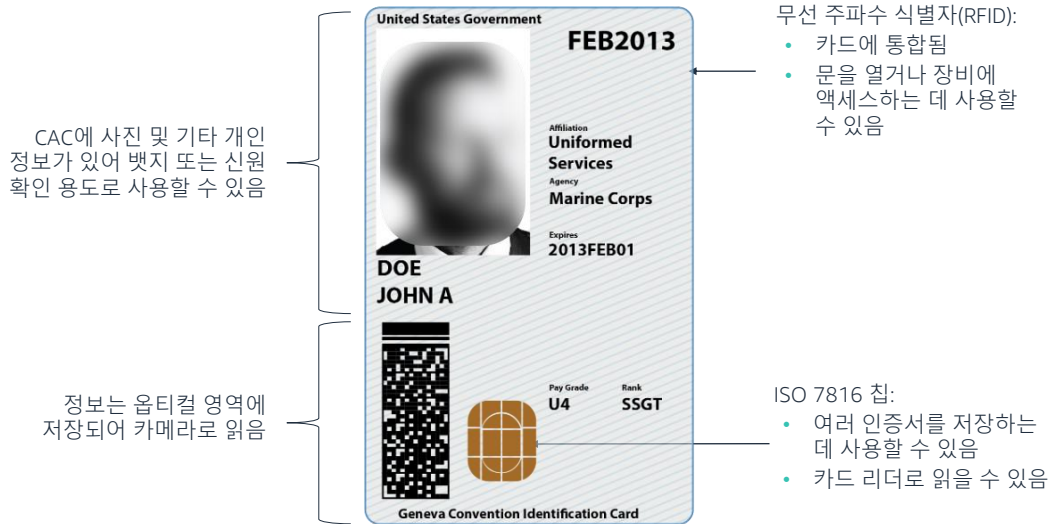 United States Government
FEB2013
Affiliation
Uniformed
Services
Agency
Marine Corps
Expires
2013FEB01
DOE
JOHN A
Pay Grade
U4
Rank
SSGT
Geneva Convention Identification Card
CAC에 사진 및 기타 개인
정보가 있어 뱃지 또는 신원
확인 용도로 사용할 수 있음
정보는 옵티컬 영역에
저장되어 카메라로 읽음
무선 주파수 식별자(RFID):
• 카드에 통합됨
• 문을 열거나 장비에
액세스하는 데 사용할
수 있음
ISO 7816 칩:
• 여러 인증서를 저장하는
데 사용할 수 있음
• 카드 리더로 읽을 수 있음